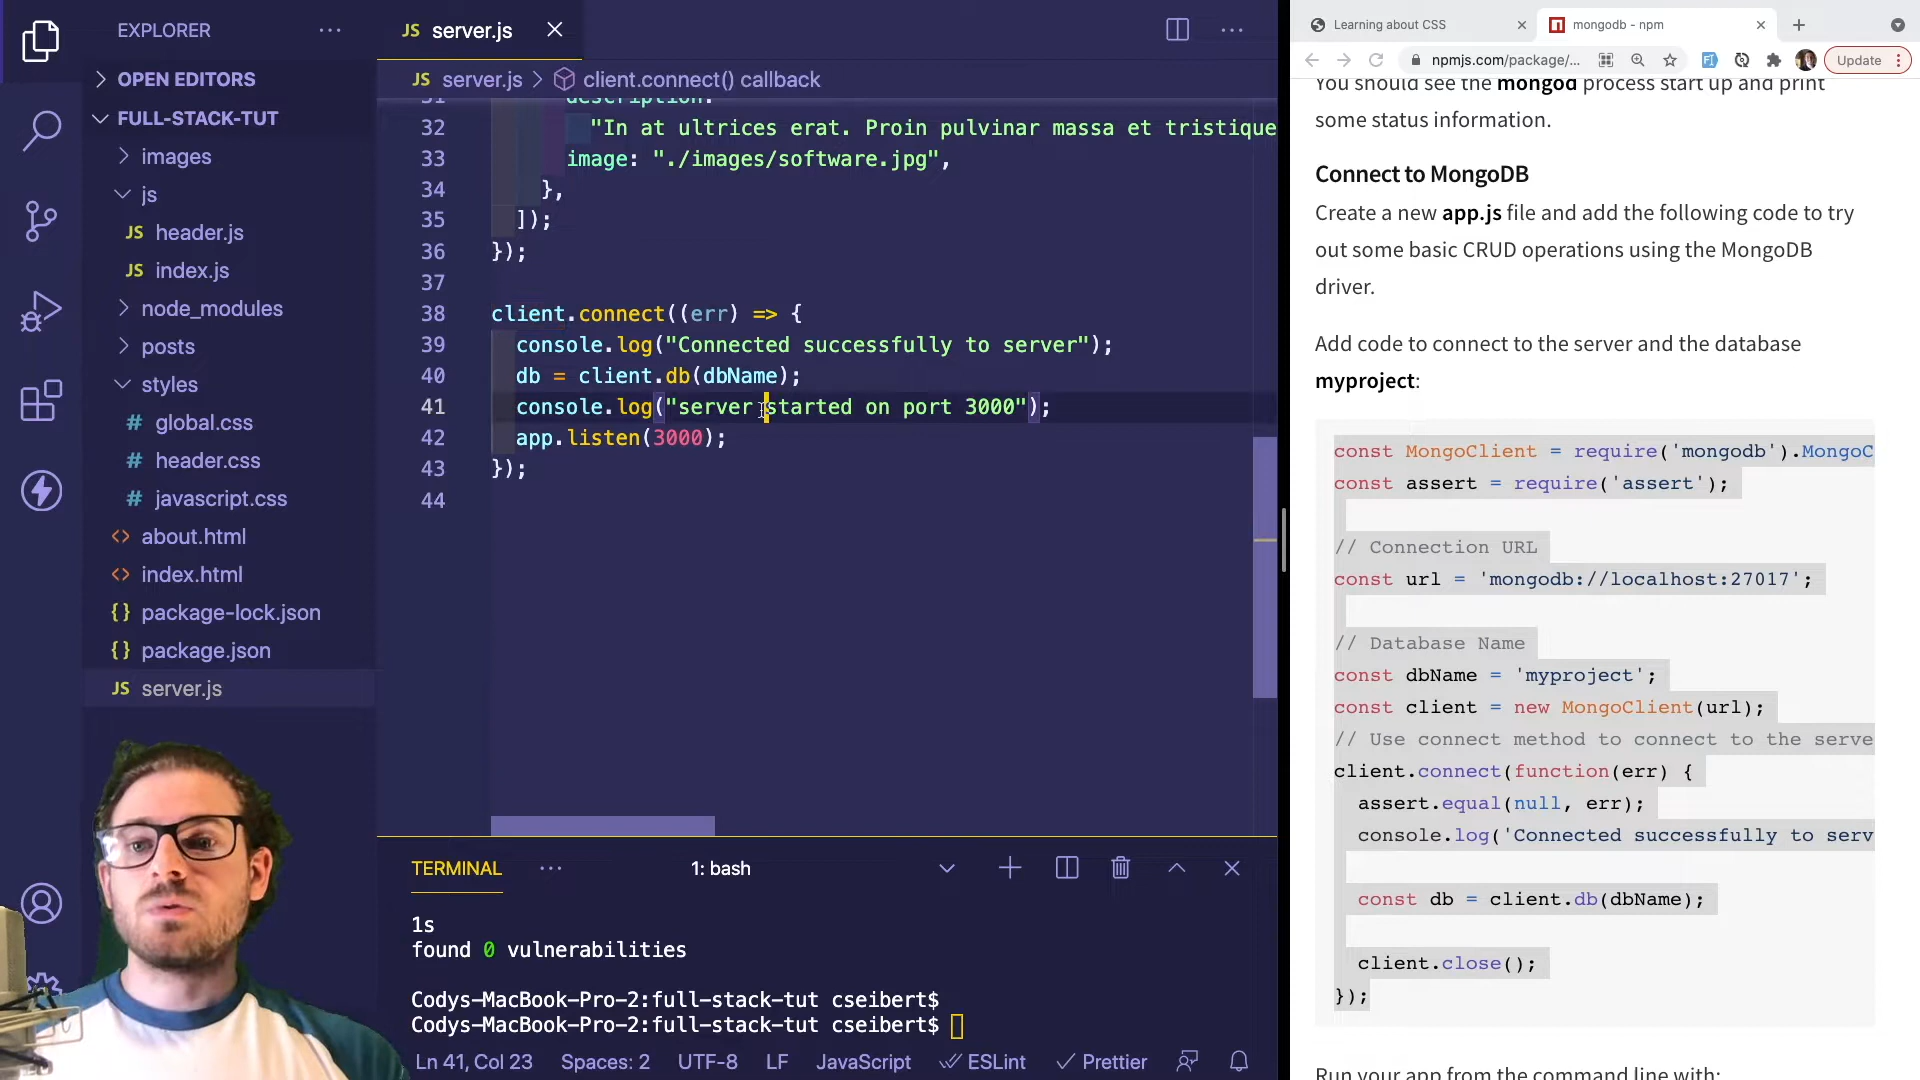 EXPLORER
OPEN EDITORS
FULL-STACK-TUT
images
js
JS header.js
JS index.js
node_modules
posts
styles
# global.css
# header.css
# javascript.css
<> about.html
<> index.html
{} package-lock.json
{} package.json
JS server.js
JS server.js
JS server.js > client.connect() callback
31 description:
32 "In at ultrices erat. Proin pulvinar massa et tristique
33 image: "./images/software.jpg",
34 },
35 ]);
36 });
37
38 client.connect((err) => {
39 console.log("Connected successfully to server");
40 db = client.db(dbName);
41 console.log("server started on port 3000");
42 app.listen(3000);
43 });
44
TERMINAL
1: bash
1s
found 0 vulnerabilities
Codys-MacBook-Pro-2:full-stack-tut cseibert$
Codys-MacBook-Pro-2:full-stack-tut cseibert$
Ln 41, Col 23 Spaces: 2 UTF-8 LF JavaScript ESLint Prettier
Learning about CSS
mongodb - npm
npmjs.com/package/...
Update
You should see the mongod process start up and print
some status information.
Connect to MongoDB
Create a new app.js file and add the following code to try
out some basic CRUD operations using the MongoDB
driver.
Add code to connect to the server and the database
myproject:
const MongoClient = require('mongodb').MongoC
const assert = require('assert');
// Connection URL
const url = 'mongodb://localhost:27017';
// Database Name
const dbName = 'myproject';
const client = new MongoClient(url);
// Use connect method to connect to the serve
client.connect(function(err) {
assert.equal(null, err);
console.log('Connected successfully to serv
const db = client.db(dbName);
client.close();
});
Run your app from the command line with: